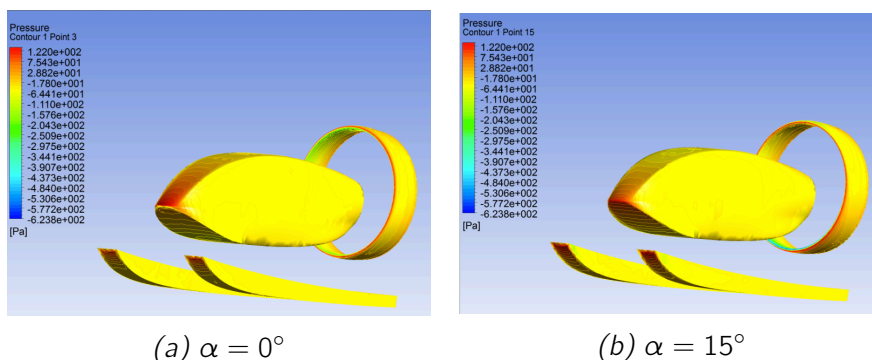 Pressure
Contour 1 Point 3
1.220e+002
7.543e+001
2.882e+001
-1.780e+001
-6.441e+001
-1.110e+002
-1.576e+002
-2.043e+002
-2.509e+002
-2.975e+002
-3.441e+002
-3.907e+002
-4.373e+002
-4.840e+002
-5.306e+002
-5.772e+002
-6.238e+002
[Pa]
(a) α = 0°
Pressure
Contour 1 Point 15
1.220e+002
7.543e+001
2.882e+001
-1.780e+001
-6.441e+001
-1.110e+002
-1.576e+002
-2.043e+002
-2.509e+002
-2.975e+002
-3.441e+002
-3.907e+002
-4.373e+002
-4.840e+002
-5.306e+002
-5.772e+002
-6.238e+002
[Pa]
(b) α = 15°